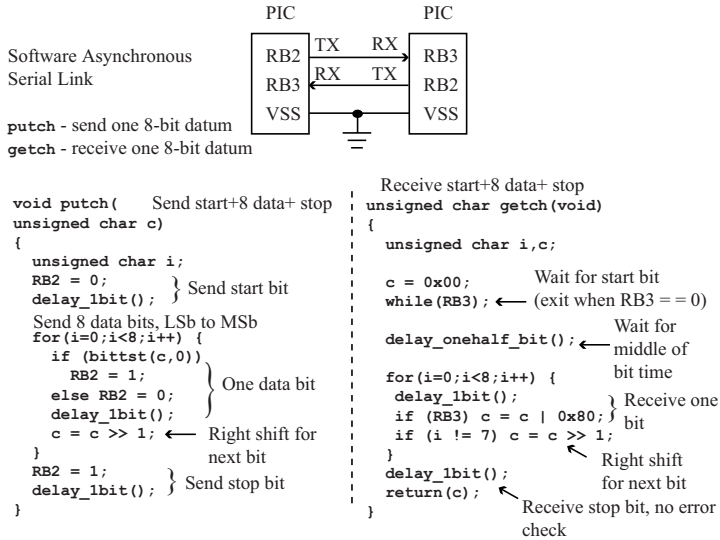 PIC PIC
Software Asynchronous
Serial Link
RB2 TX RX RB3
RB3 RX TX RB2
VSS VSS
putch - send one 8-bit datum
getch - receive one 8-bit datum
void putch( Send start+8 data+ stop
unsigned char c)
{
unsigned char i;
RB2 = 0;
delay_1bit();
Send start bit
Send 8 data bits, LSb to MSb
for(i=0;i<8;i++) {
if (bittst(c,0))
RB2 = 1;
else RB2 = 0;
delay_1bit();
One data bit
c = c >> 1;
Right shift for
next bit
}
RB2 = 1;
delay_1bit();
Send stop bit
}
Receive start+8 data+ stop
unsigned char getch(void)
{
unsigned char i,c;
c = 0x00;
while(RB3);
Wait for start bit
(exit when RB3 = = 0)
delay_onehalf_bit();
Wait for
middle of
bit time
for(i=0;i<8;i++) {
delay_1bit();
if (RB3) c = c | 0x80;
Receive one
bit
if (i != 7) c = c >> 1;
}
Right shift
for next bit
delay_1bit();
return(c);
Receive stop bit, no error
check
}